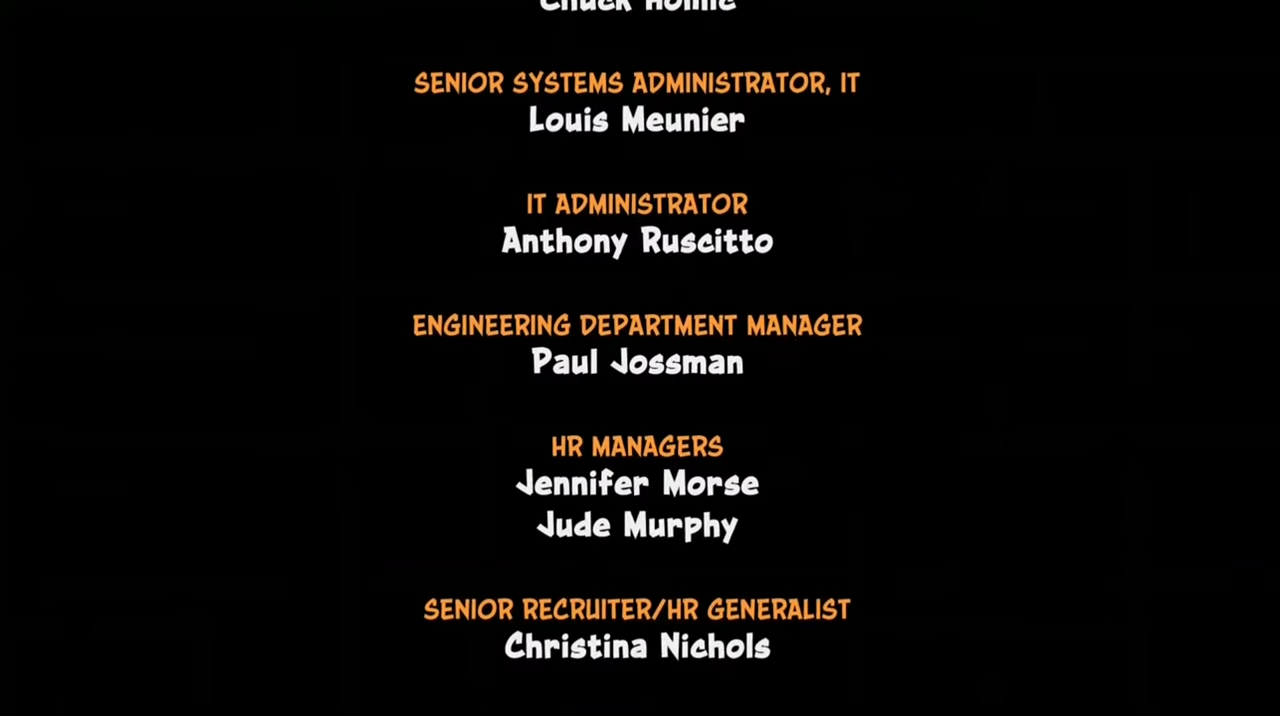 Chuck
SENIOR SYSTEMS ADMINISTRATOR, IT
Louis Meunier
IT ADMINISTRATOR
Anthony Ruscitto
ENGINEERING DEPARTMENT MANAGER
Paul Jossman
HR MANAGERS
Jennifer Morse
Jude Murphy
SENIOR RECRUITER/HR GENERALIST
Christina Nichols